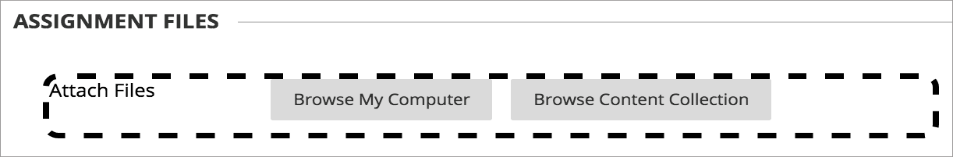 ASSIGNMENT FILES
Attach Files Browse My Computer Browse Content Collection